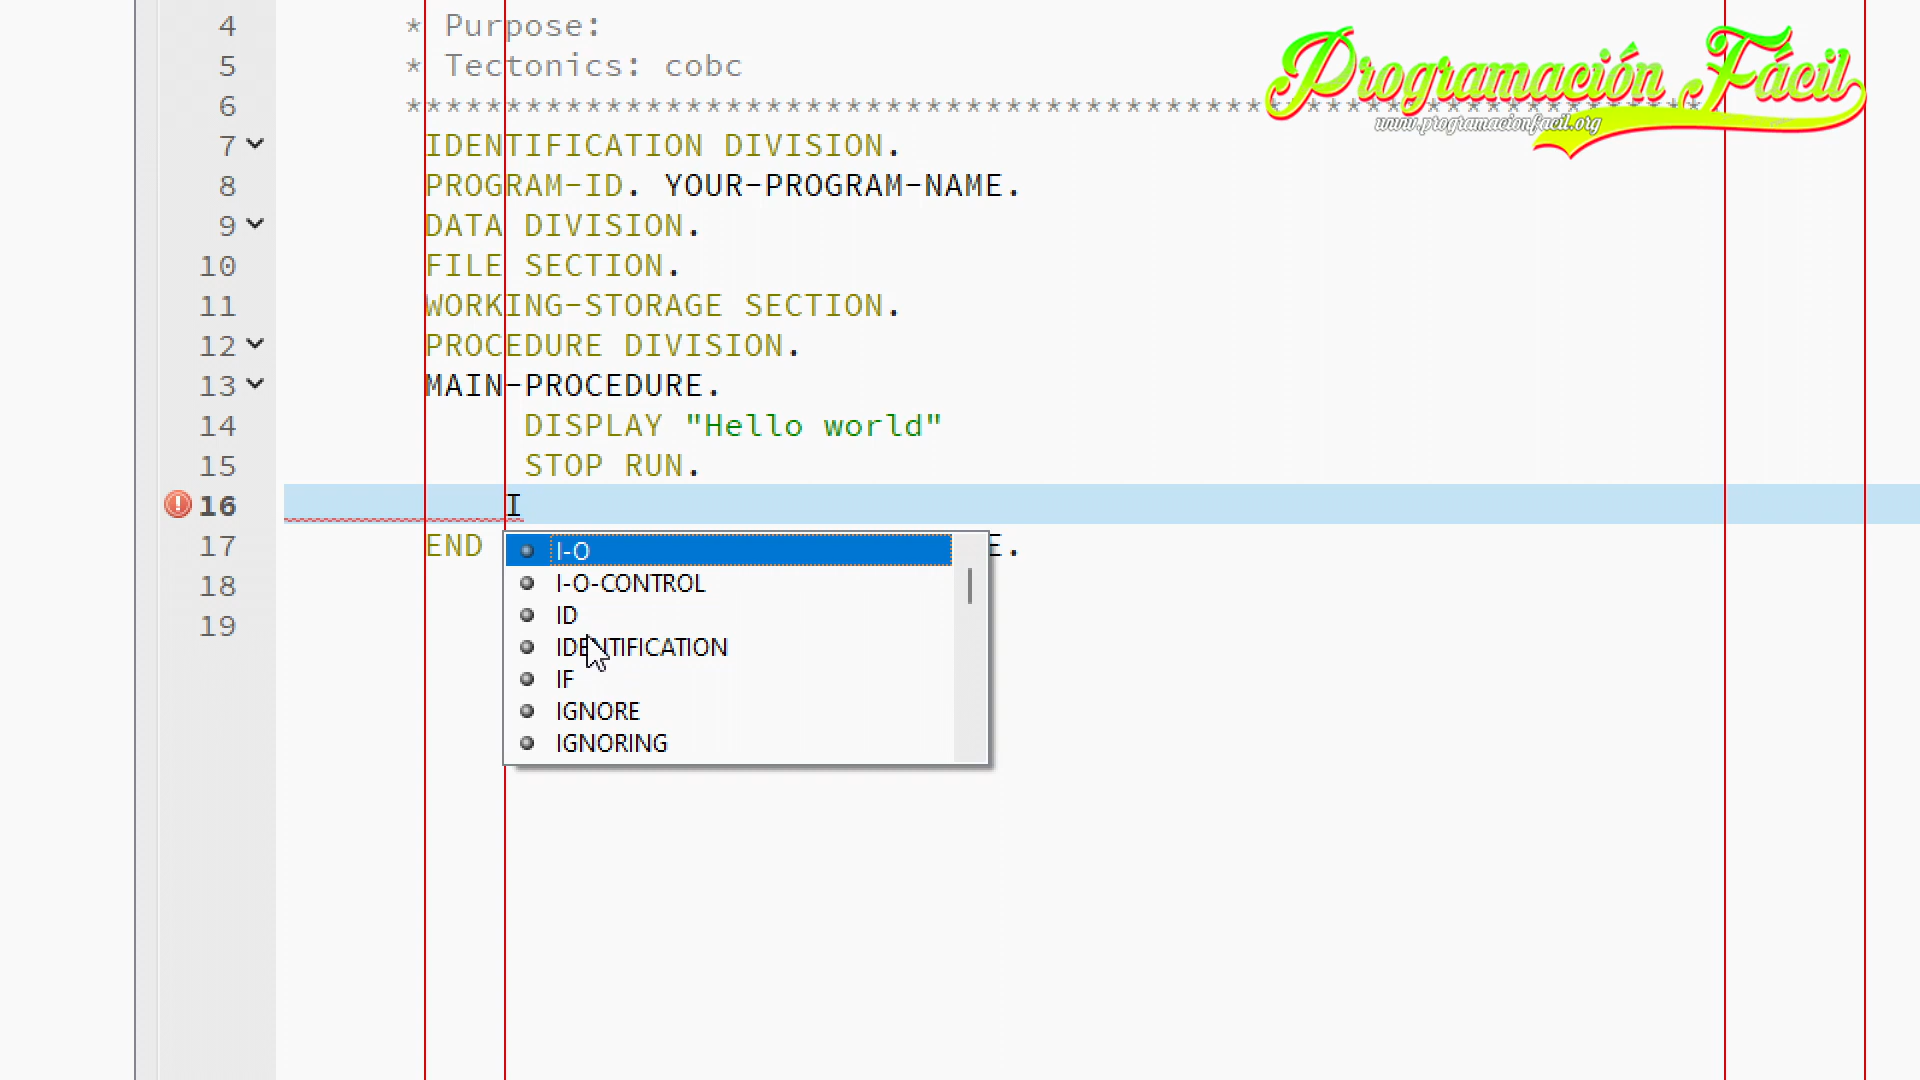 4 * Purpose:
5 * Tectonics: cobc
6 ******************************************************************
7 IDENTIFICATION DIVISION.
8 PROGRAM-ID. YOUR-PROGRAM-NAME.
9 DATA DIVISION.
10 FILE SECTION.
11 WORKING-STORAGE SECTION.
12 PROCEDURE DIVISION.
13 MAIN-PROCEDURE.
14 DISPLAY "Hello world"
15 STOP RUN.
16 I
17 END E.
18
19
I-O
I-O-CONTROL
ID
IDENTIFICATION
IF
IGNORE
IGNORING
Programación Fácil
www.programacionfacil.org